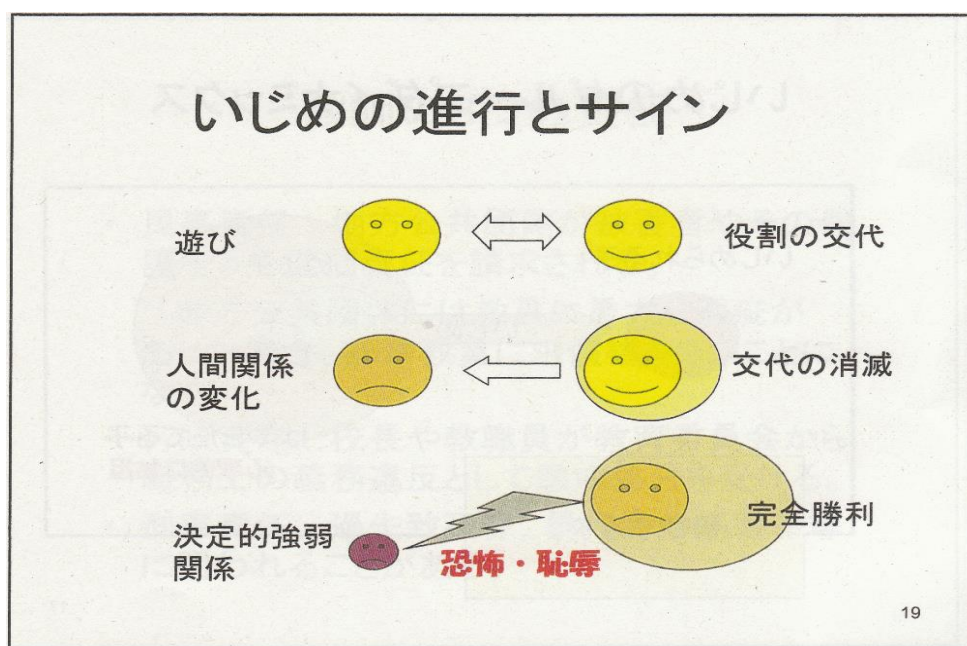 いじめの進行とサイン
遊び
役割の交代
人間関係
の変化
交代の消滅
決定的強弱
関係
恐怖・恥辱
完全勝利
19